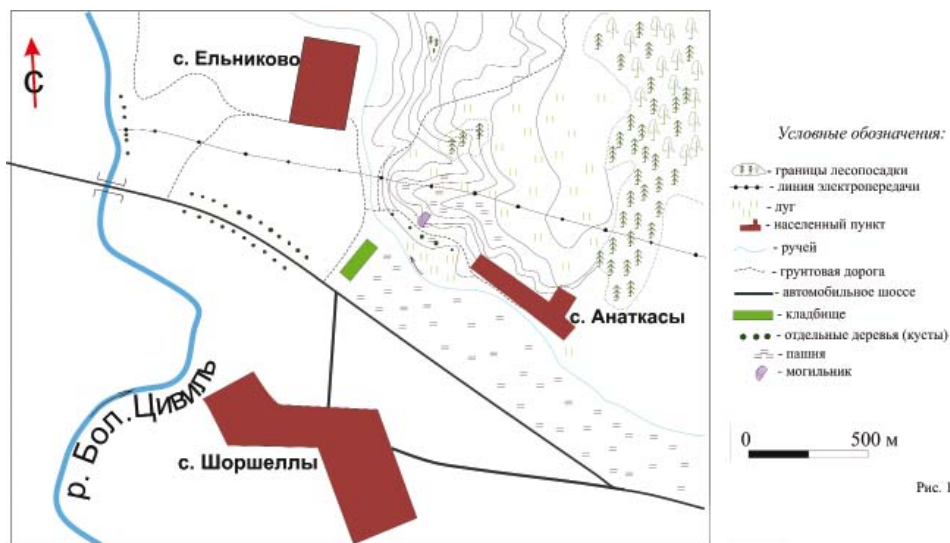 с. Ельниково
С
Условные обозначения:
- границы лесопосадки
- линия электропередачи
- луг
- населенный пункт
- ручей
- грунтовая дорога
- автомобильное шоссе
- кладбище
- отдельные деревья (кусты)
- пашня
- могильник
с. Анаткасы
р. Бол. Цивиль
с. Шоршеллы
0 500 м
Рис. 1